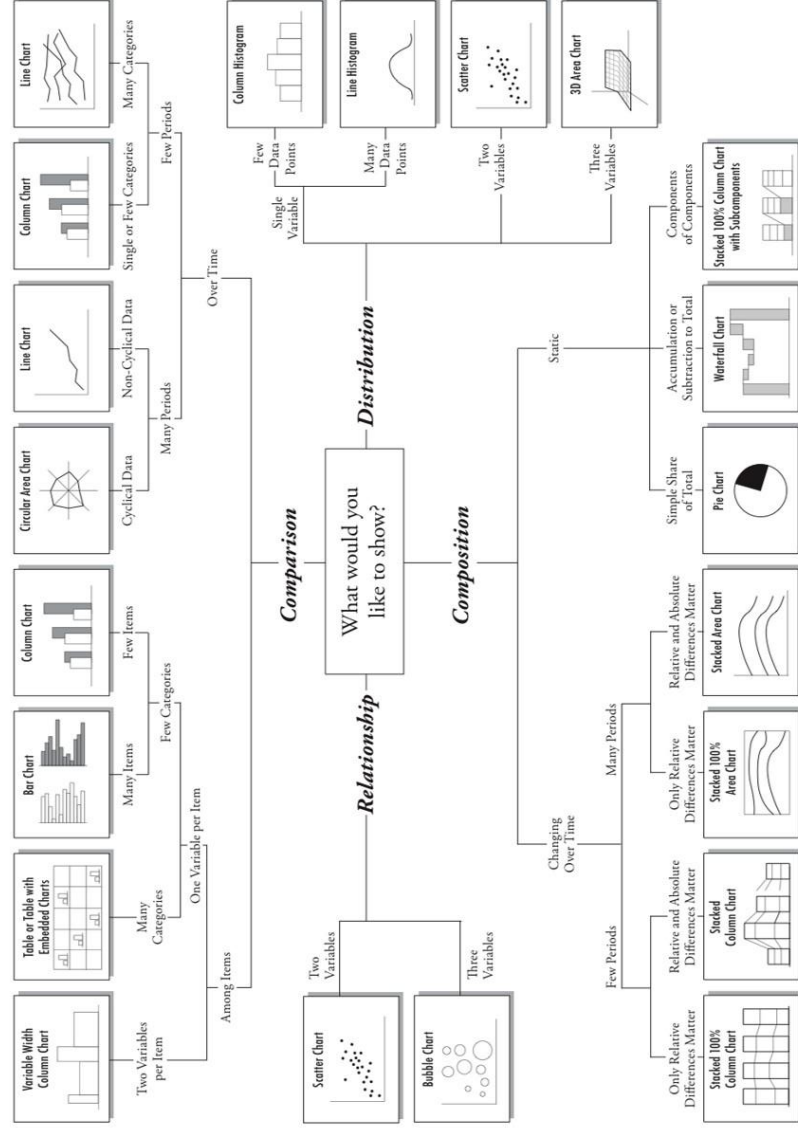 Variable Width
Column Chart
Table or Table with
Embedded Charts
Bar Chart
Column Chart
Circular Area Chart
Line Chart
Column Chart
Line Chart
Two Variables
per Item
Many
Categories
Many Items
Few Items
Cyclical Data
Non-Cyclical Data
Single or Few Categories
Many Categories
One Variable per Item
Few Categories
Many Periods
Few Periods
Among Items
Over Time
Comparison
What would you
like to show?
Relationship
Two
Variables
Three
Variables
Scatter Chart
Bubble Chart
Distribution
Single
Variable
Few
Data
Points
Many
Data
Points
Two
Variables
Three
Variables
Column Histogram
Line Histogram
Scatter Chart
3D Area Chart
Composition
Changing
Over Time
Static
Few Periods
Many Periods
Only Relative
Differences Matter
Relative and Absolute
Differences Matter
Only Relative
Differences Matter
Relative and Absolute
Differences Matter
Simple Share
of Total
Accumulation or
Subtraction to Total
Components
of Components
Stacked 100%
Column Chart
Stacked
Column Chart
Stacked 100%
Area Chart
Stacked Area Chart
Pie Chart
Waterfall Chart
Stacked 100% Column Chart
with Subcomponents